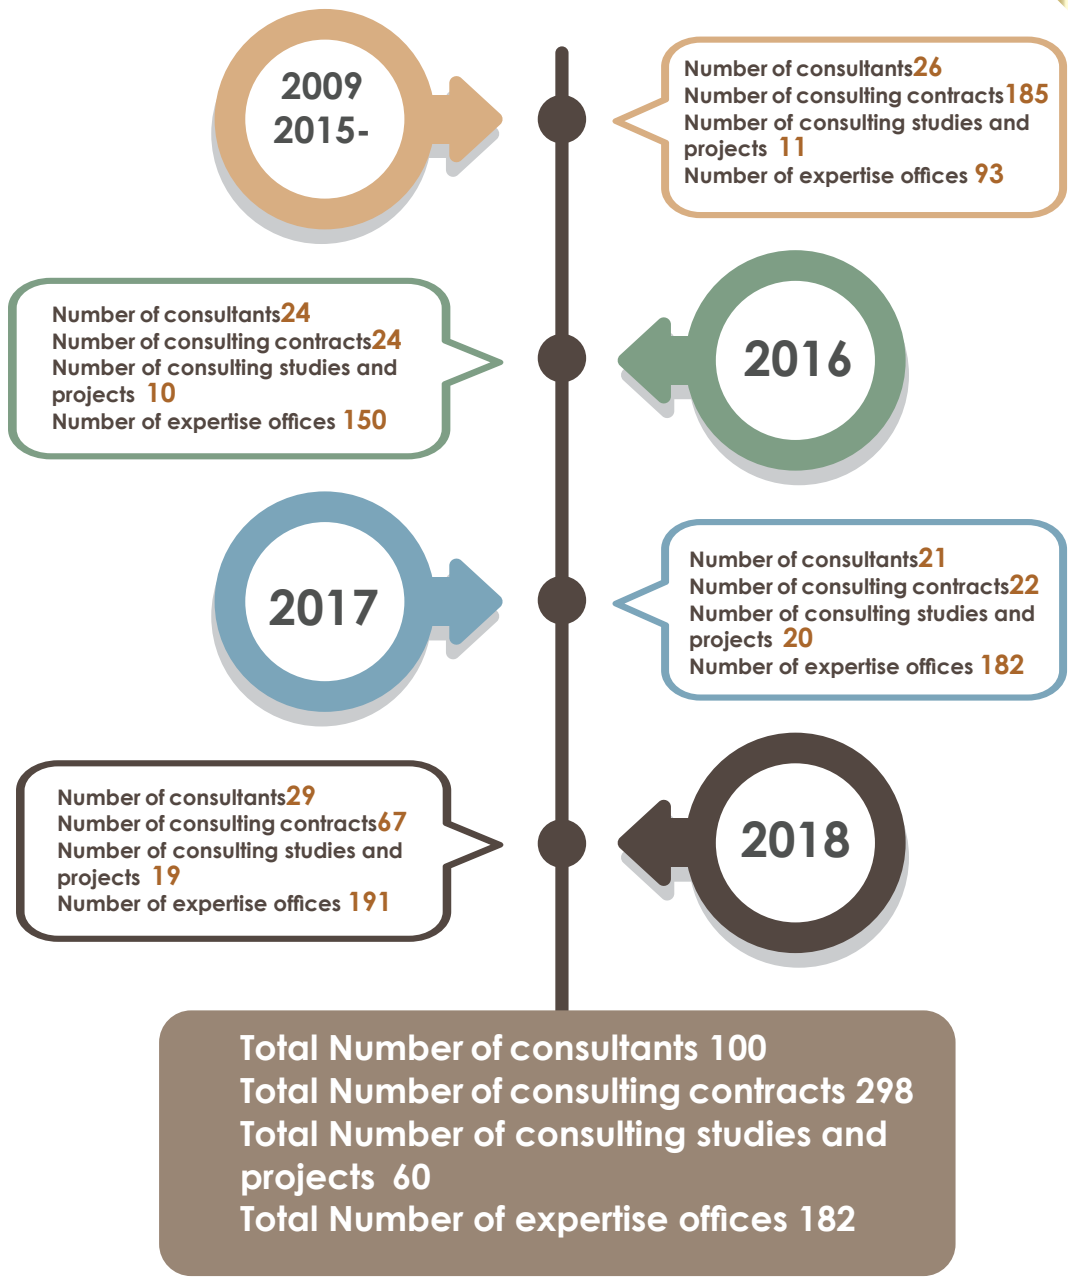 2009
2015-
Number of consultants26
Number of consulting contracts185
Number of consulting studies and
projects 11
Number of expertise offices 93
Number of consultants24
Number of consulting contracts24
Number of consulting studies and
projects 10
Number of expertise offices 150
2016
2017
Number of consultants21
Number of consulting contracts22
Number of consulting studies and
projects 20
Number of expertise offices 182
Number of consultants29
Number of consulting contracts67
Number of consulting studies and
projects 19
Number of expertise offices 191
2018
Total Number of consultants 100
Total Number of consulting contracts 298
Total Number of consulting studies and
projects 60
Total Number of expertise offices 182